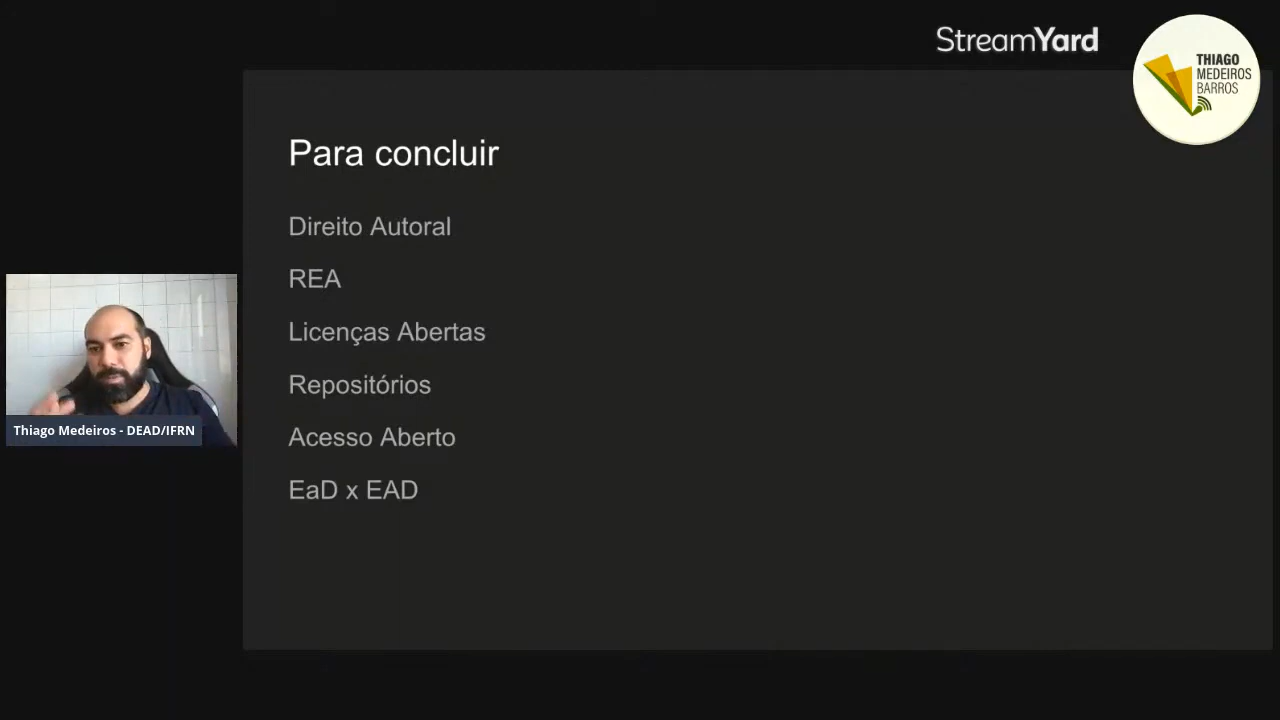 StreamYard
THIAGO
MEDEIROS
BARROS
Para concluir
Direito Autoral
REA
Licenças Abertas
Repositórios
Acesso Aberto
EaD x EAD
Thiago Medeiros - DEAD/IFRN